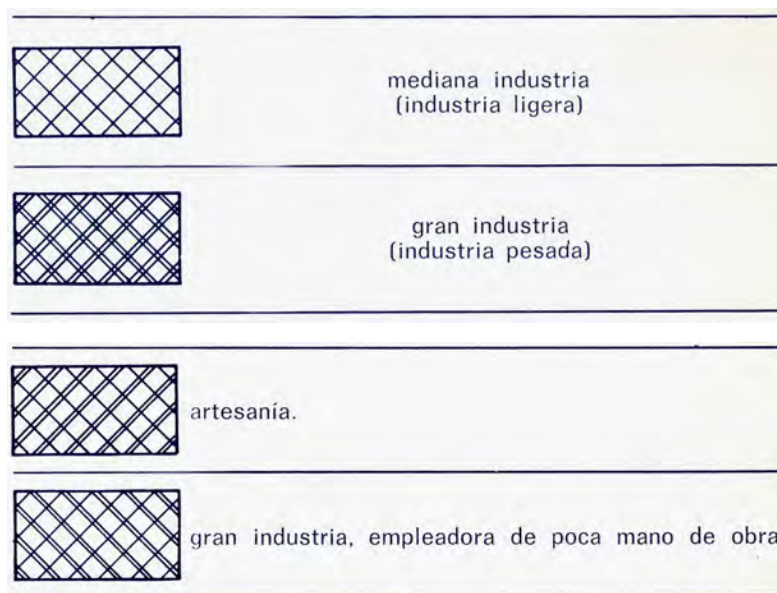 mediana industria
(industria ligera)
gran industria
(industria pesada)
artesanía.
gran industria, empleadora de poca mano de obra